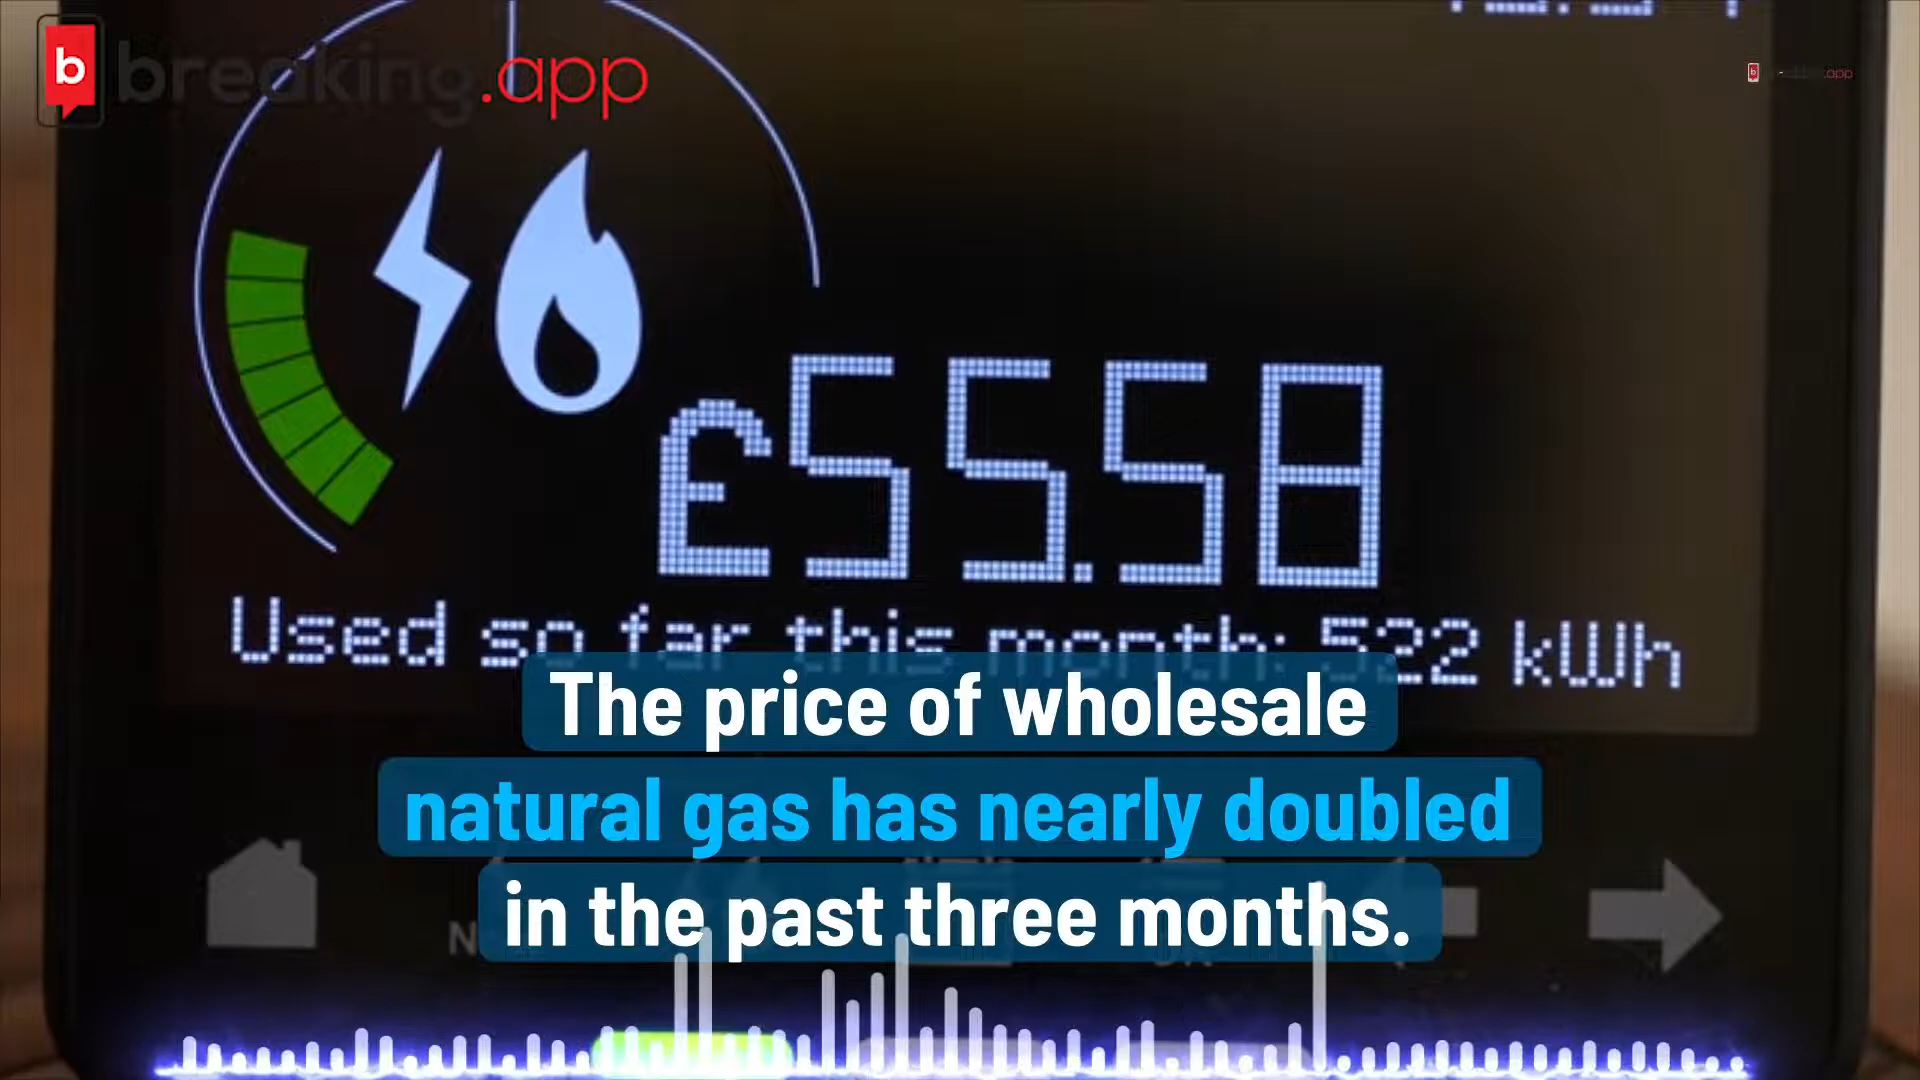 b breaking.app
b .app
£55.58
Used so far this month: 522 kWh
The price of wholesale
natural gas has nearly doubled
in the past three months.